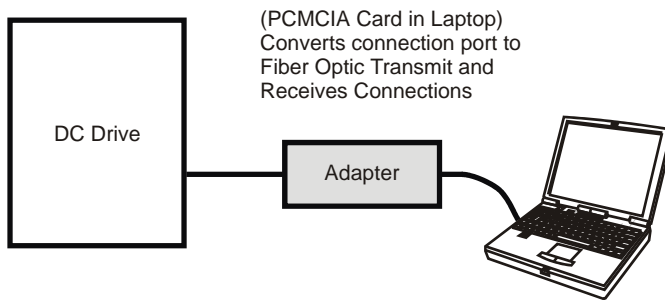 (PCMCIA Card in Laptop)
Converts connection port to
Fiber Optic Transmit and
Receives Connections
DC Drive
Adapter